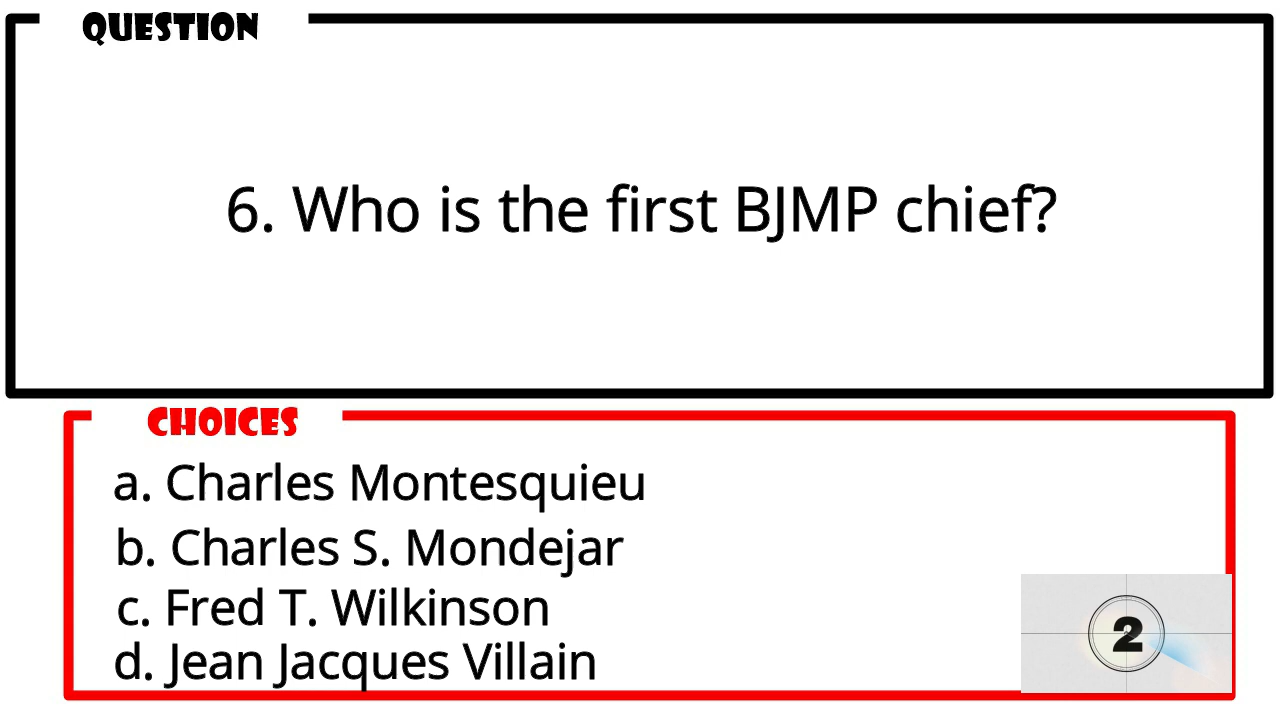 QUESTION
6. Who is the first BJMP chief?
CHOICES
a. Charles Montesquieu
b. Charles S. Mondejar
c. Fred T. Wilkinson
d. Jean Jacques Villain
2